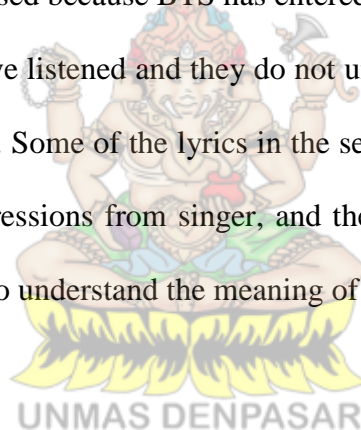 sed because BTS has entered
ve listened and they do not u
. Some of the lyrics in the se
ressions from singer, and the
o understand the meaning of
UNMAS DENPASAR